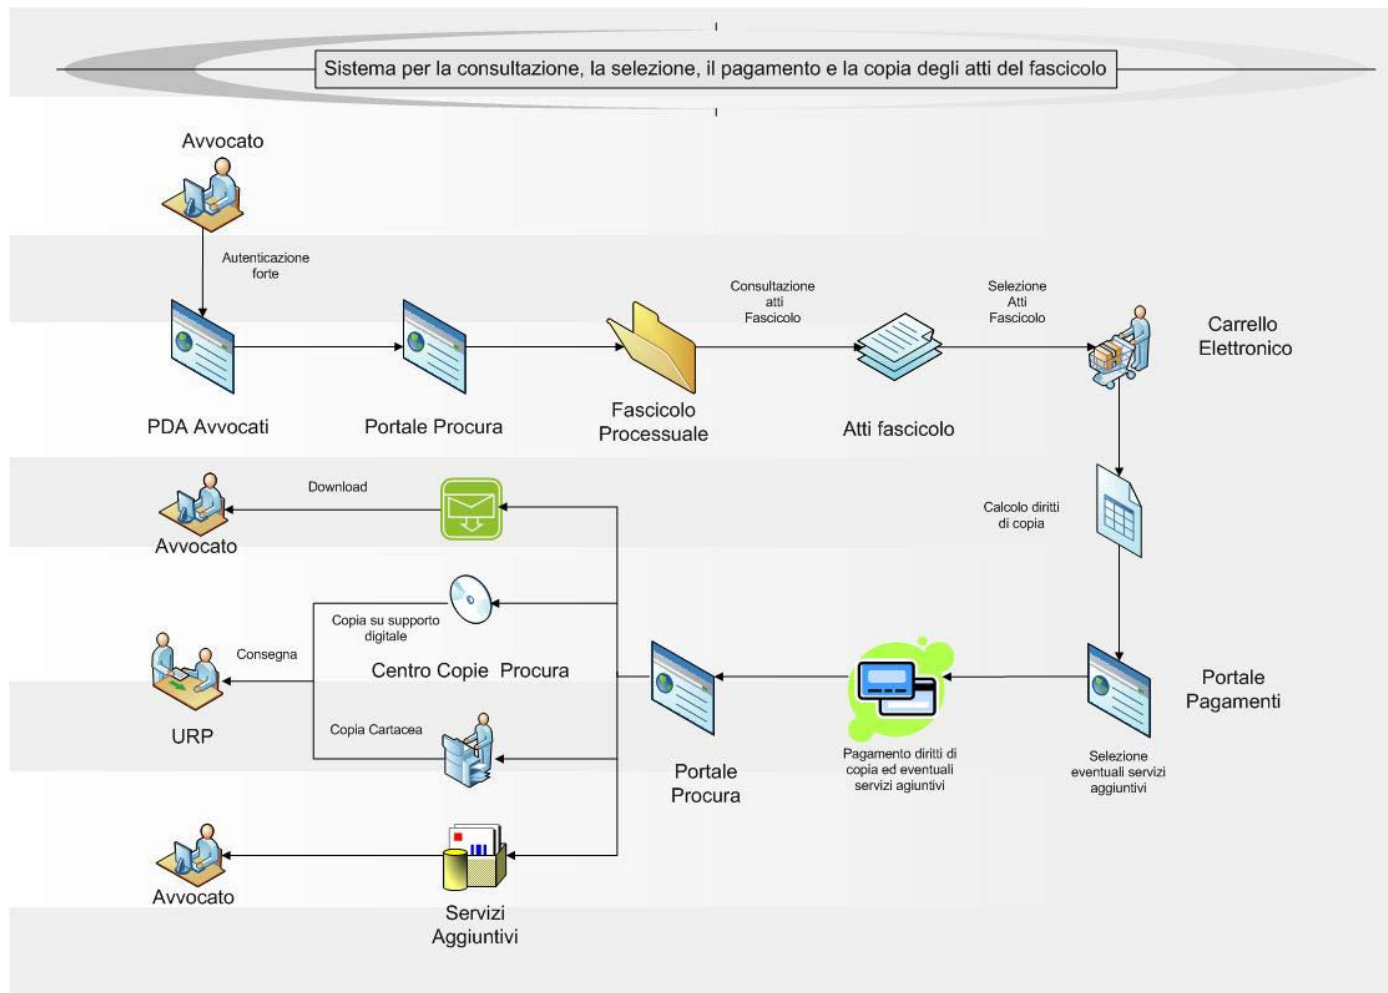 Sistema per la consultazione, la selezione, il pagamento e la copia degli atti del fascicolo
Avvocato
Autenticazione
forte
Consultazione
atti
Fascicolo
Selezione
Atti
Fascicolo
Carrello
Elettronico
PDA Avvocati
Portale Procura
Fascicolo
Processuale
Atti fascicolo
Download
Avvocato
Calcolo diritti
di copia
Copia su supporto
digitale
Consegna
Centro Copie  Procura
URP
Copia Cartacea
Portale
Procura
Pagamento diritti di
copia ed eventuali
servizi agiuntivi
Portale
Pagamenti
Selezione
eventuali servizi
aggiuntivi
Avvocato
Servizi
Aggiuntivi